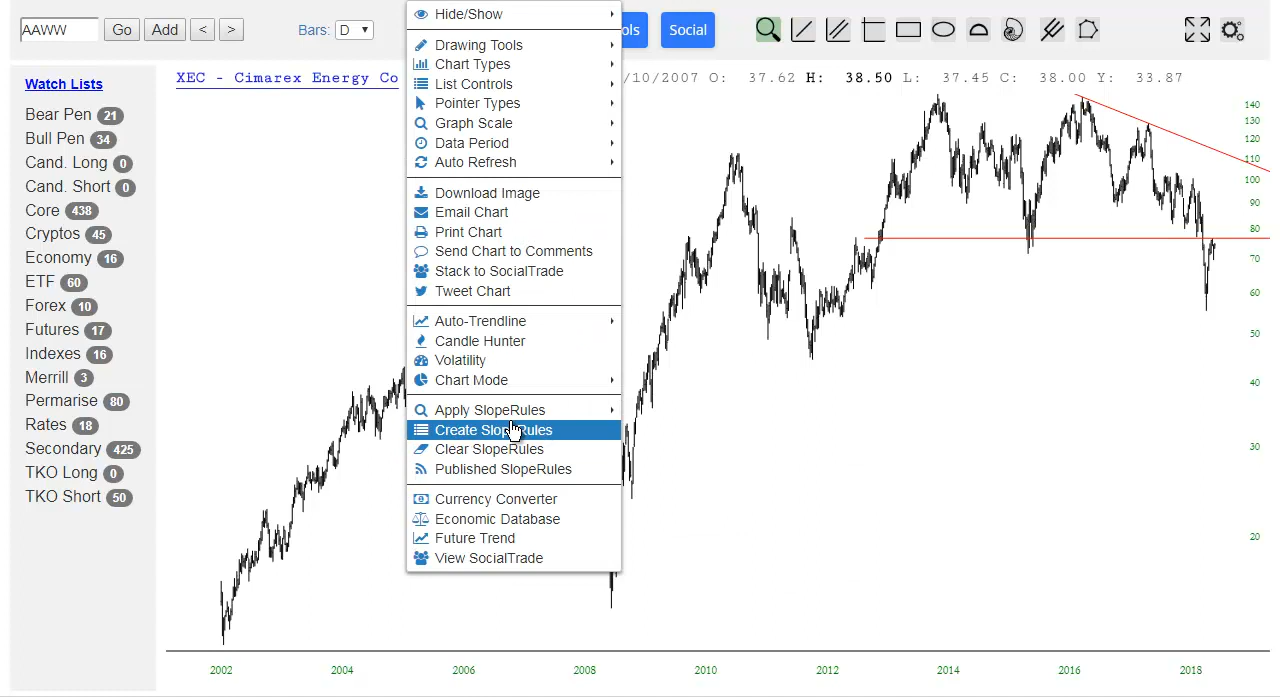 AAWW Go Add < > Bars: D ols Social
Watch Lists
Bear Pen 21
Bull Pen 34
Cand. Long 0
Cand. Short 0
Core 438
Cryptos 45
Economy 16
ETF 60
Forex 10
Futures 17
Indexes 16
Merrill 3
Permarise 80
Rates 18
Secondary 425
TKO Long 0
TKO Short 50
XEC - Cimarex Energy Co
/10/2007 O: 37.62 H: 38.50 L: 37.45 C: 38.00 Y: 33.87
Hide/Show
Drawing Tools
Chart Types
List Controls
Pointer Types
Graph Scale
Data Period
Auto Refresh
Download Image
Email Chart
Print Chart
Send Chart to Comments
Stack to SocialTrade
Tweet Chart
Auto-Trendline
Candle Hunter
Volatility
Chart Mode
Apply SlopeRules
Create SlopeRules
Clear SlopeRules
Published SlopeRules
Currency Converter
Economic Database
Future Trend
View SocialTrade
140
130
120
110
100
90
80
70
60
50
40
30
20
2002 2004 2006 2008 2010 2012 2014 2016 2018